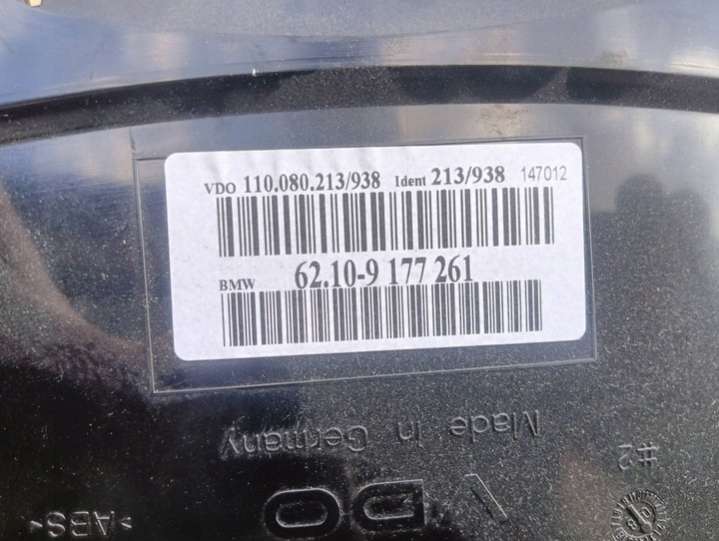 VDO 110.080.213/938 Ident 213/938 147012
BMW 62.10-9 177 261
Made In Germany
#2
VDO
>ABS<